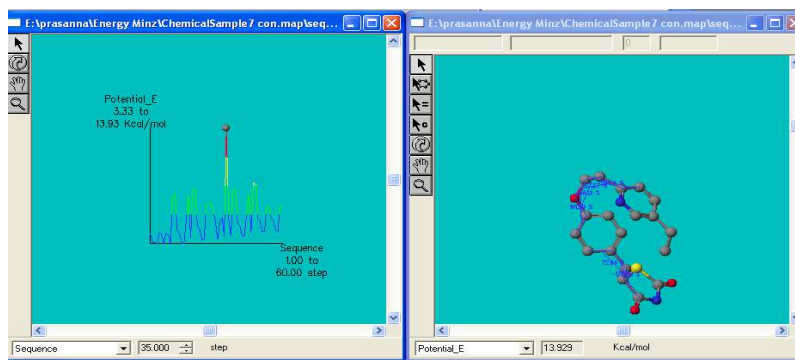 E:\prasanna\Energy Minz\ChemicalSample7 con.map\seq...
Potential_E
3.33 to
13.93 Kcal/mol
Sequence
1.00 to
60.00 step
Sequence
35.000
step
E:\prasanna\Energy Minz\ChemicalSample7 con.map\seq...
0
Potential_E
13.929
Kcal/mol